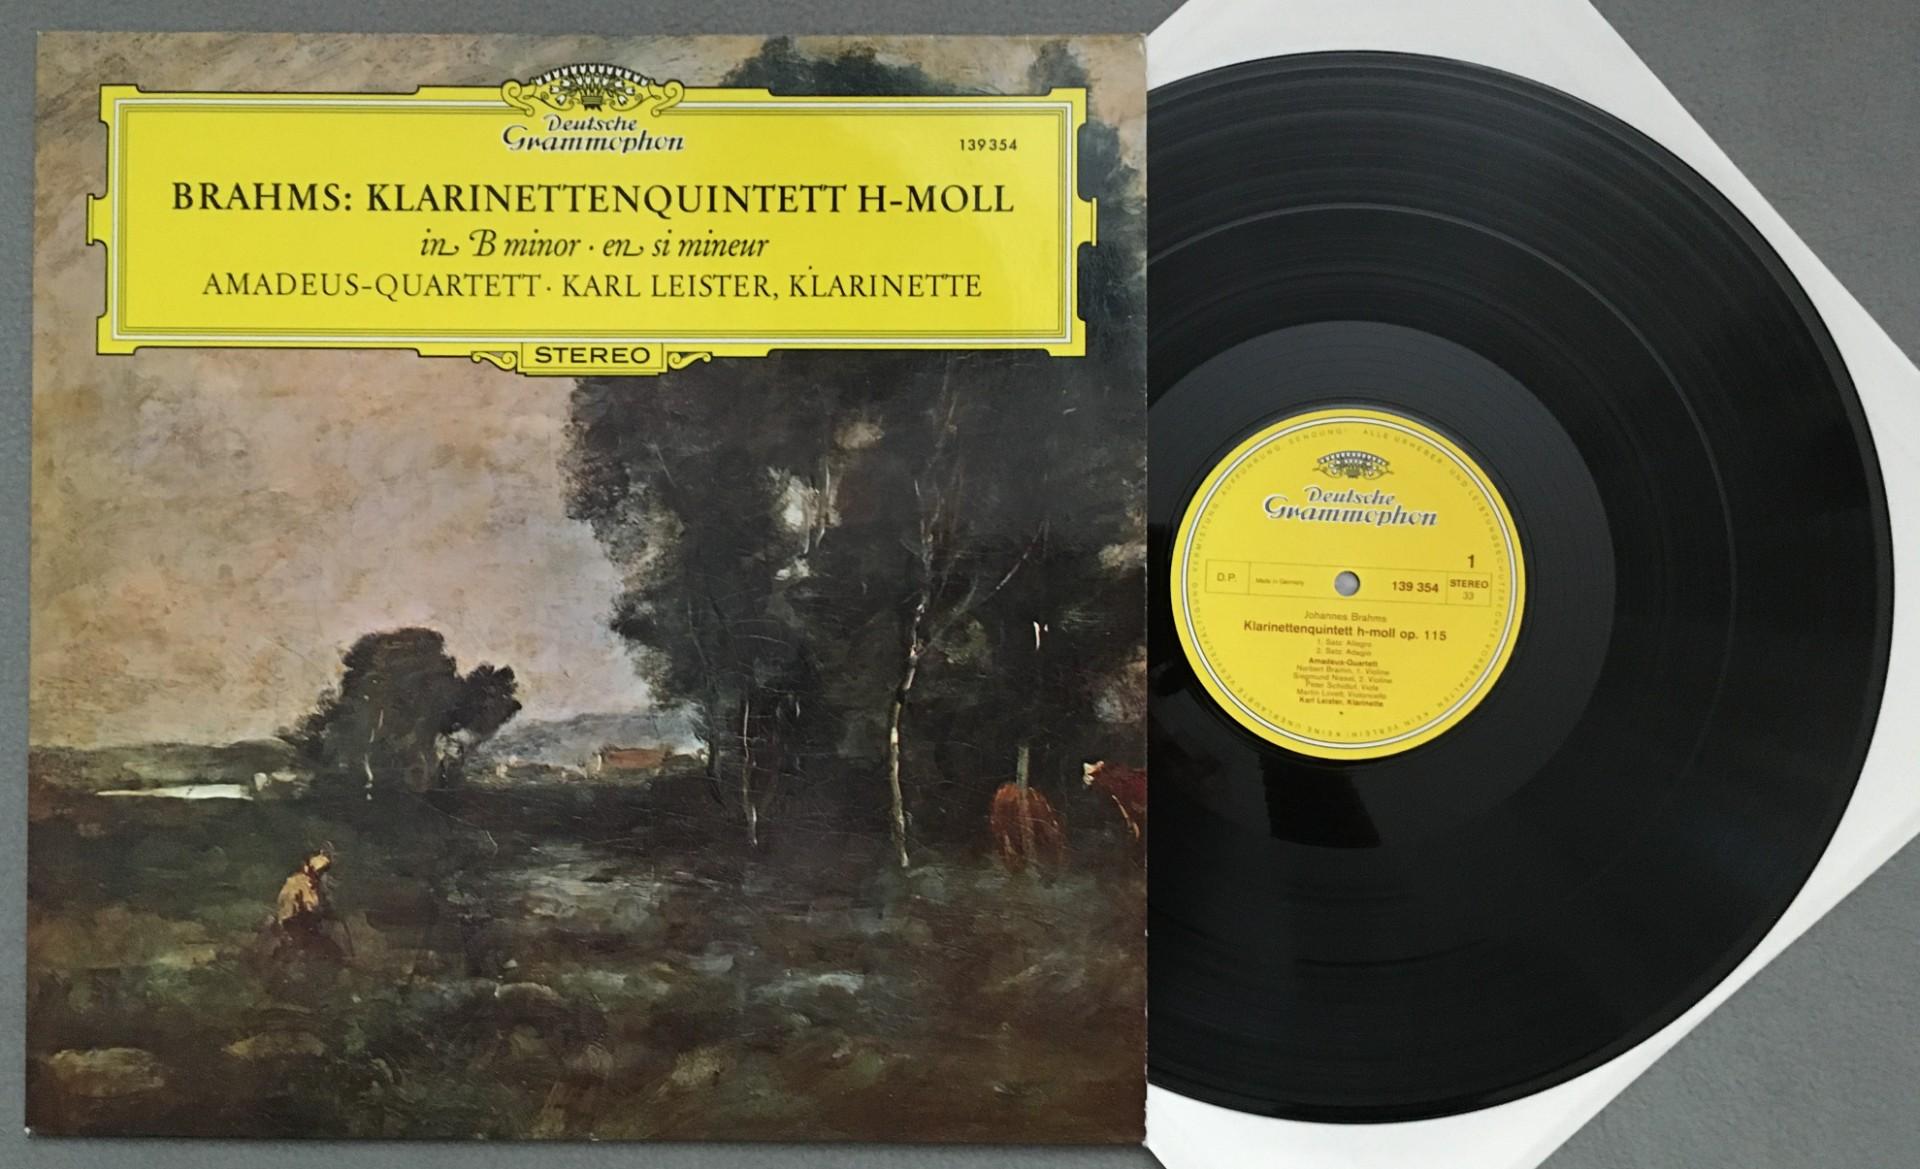 Deutsche
Grammophon
139354
BRAHMS: KLARINETTENQUINTETT H-MOLL
in B minor · en si mineur
AMADEUS-QUARTETT · KARL LEISTER, KLARINETTE
STEREO
Deutsche
Grammophon
1
D.P.
Made in Germany
139 354
STEREO
33
Johannes Brahms
Klarinettenquintett h-moll op. 115
1. Satz: Allegro
2. Satz: Adagio
Amadeus-Quartett
Norbert Brainin, 1. Violine
Siegmund Nissel, 2. Violine
Peter Schidlof, Viola
Martin Lovett, Violoncello
Karl Leister, Klarinette